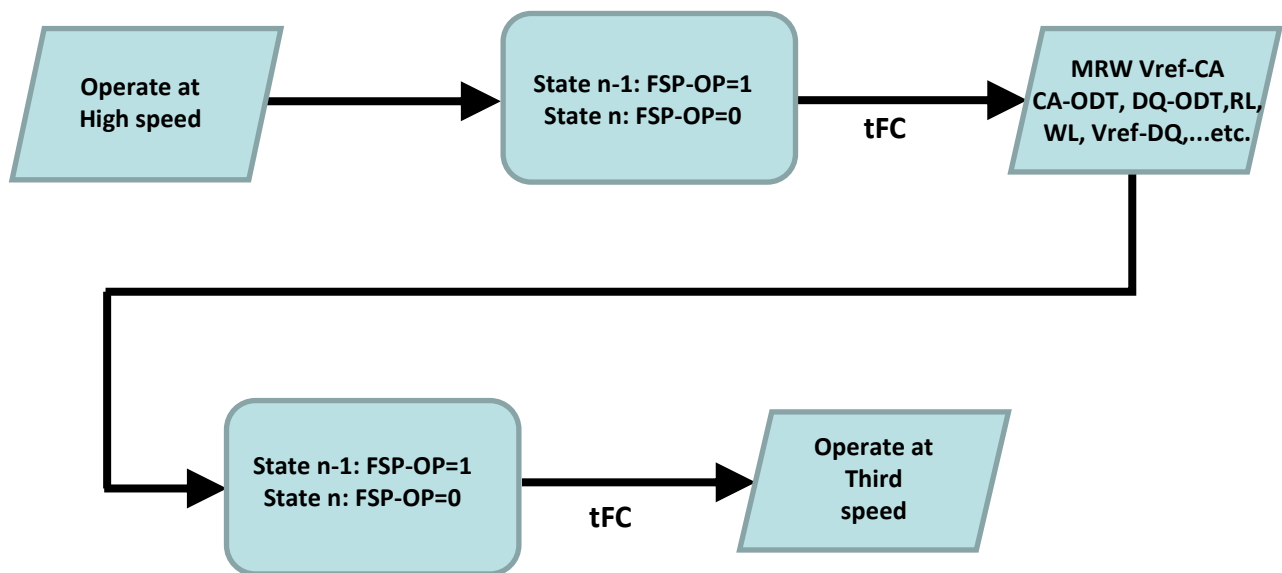 Operate at
High speed
State n-1: FSP-OP=1
State n: FSP-OP=0
tFC
MRW Vref-CA
CA-ODT, DQ-ODT,RL,
WL, Vref-DQ,...etc.
State n-1: FSP-OP=1
State n: FSP-OP=0
tFC
Operate at
Third
speed